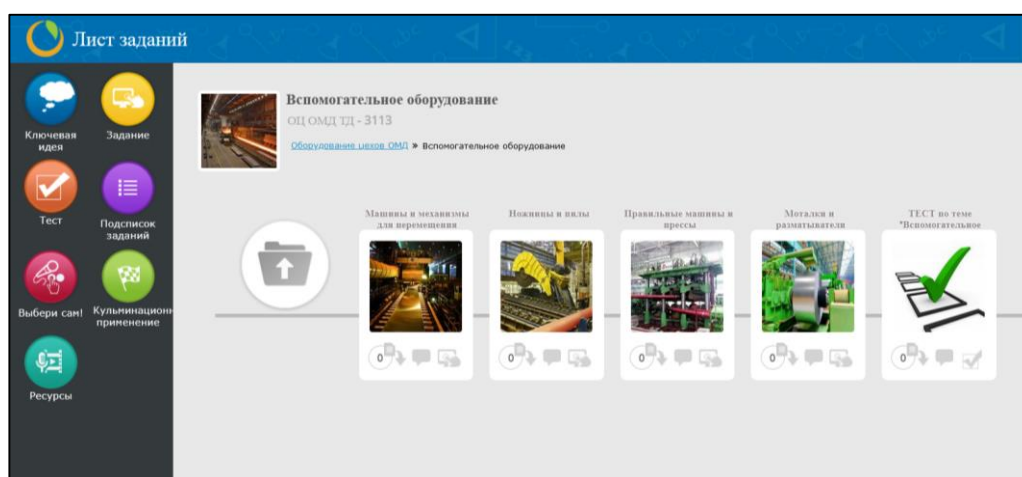 Лист заданий
Ключевая
идея
Задание
Тест
Подсписок
заданий
Выбери сам!
Кульминационн
применение
Ресурсы
Вспомогательное оборудование
ОЦ ОМД ТД - 3113
Оборудование цехов ОМД » Вспомогательное оборудование
Машины и механизмы
для перемещения
Ножницы и пилы
Правильные машины и
прессы
Моталки и
разматыватели
ТЕСТ по теме
"Вспомогательное
0
0
0
0
0